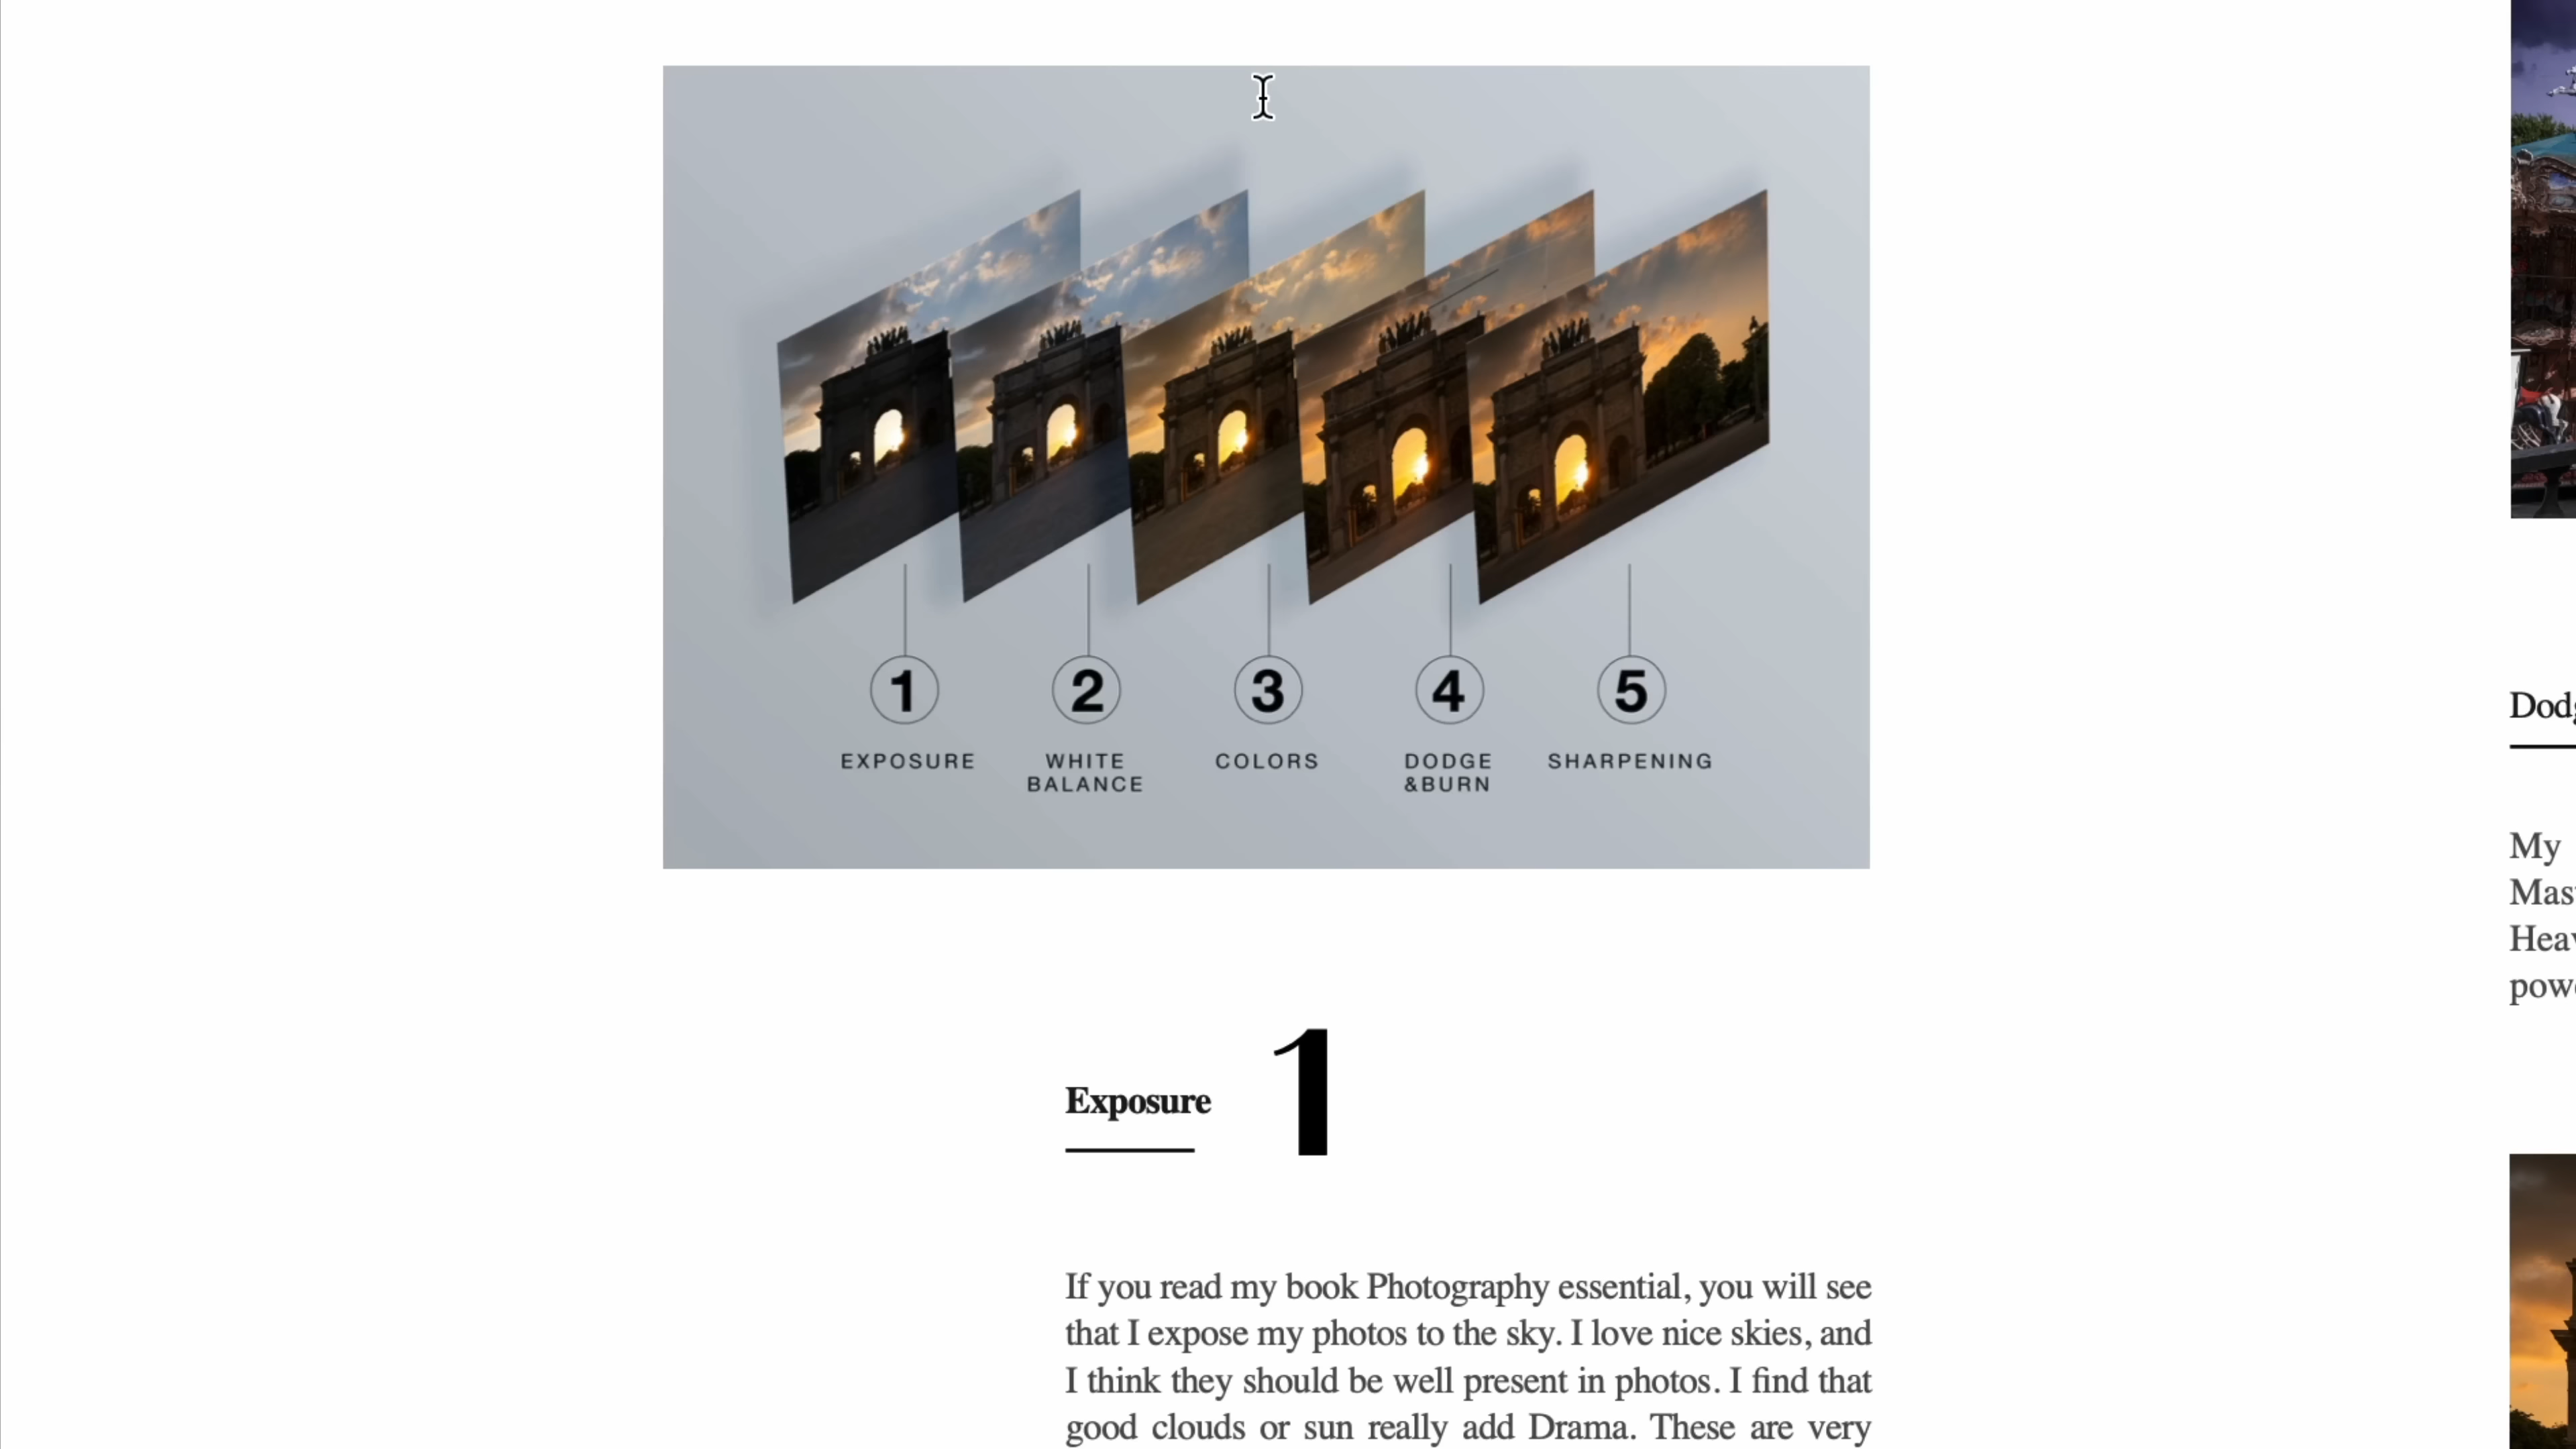 1
2
3
4
5
EXPOSURE
WHITE
BALANCE
COLORS
DODGE
&BURN
SHARPENING
Exposure
1
If you read my book Photography essential, you will see
that I expose my photos to the sky. I love nice skies, and
I think they should be well present in photos. I find that
good clouds or sun really add Drama. These are very
My